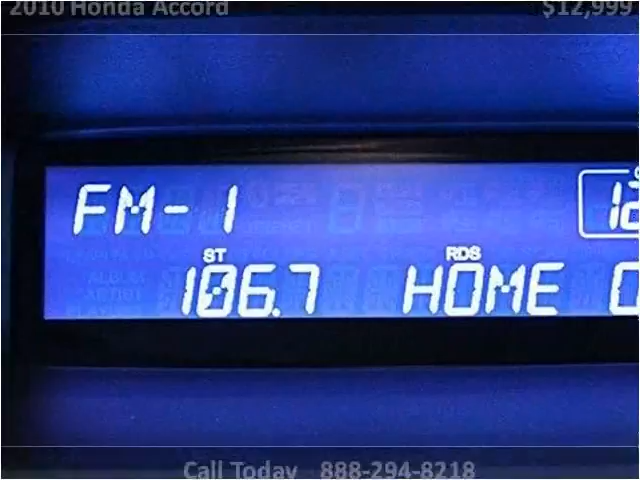 2010 Honda Accord $12,999
FM-1
ST RDS
106.7 HOME
Call Today 888-294-8218